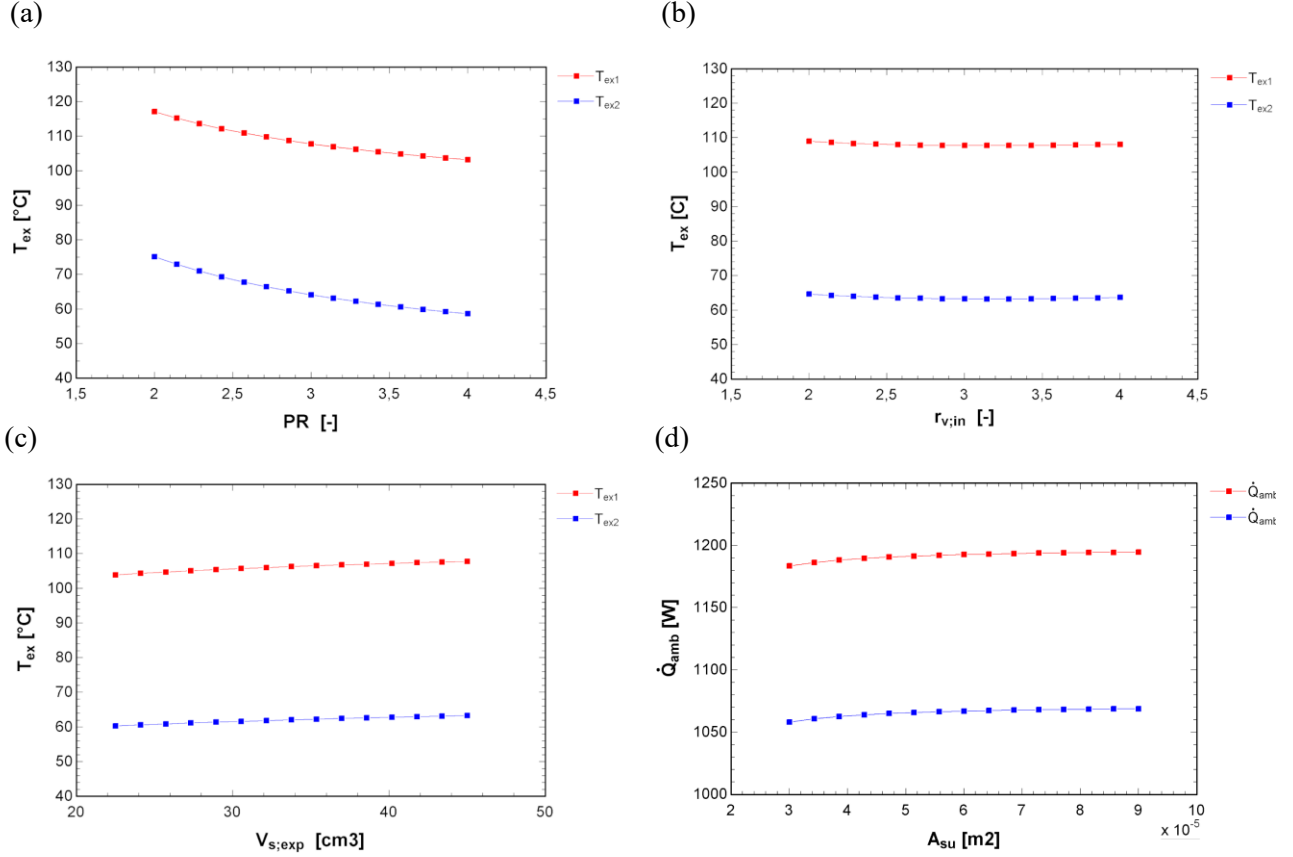 (a)
130
120
110
100
90
80
70
60
50
40
T_ex [°C]
1,5 2 2,5 3 3,5 4 4,5
PR [-]
T_ex1
T_ex2
(b)
130
120
110
100
90
80
70
60
50
40
T_ex [C]
1,5 2 2,5 3 3,5 4 4,5
r_v;in [-]
T_ex1
T_ex2
(c)
130
120
110
100
90
80
70
60
50
40
T_ex [°C]
20 30 40 50
V_s;exp [cm3]
T_ex1
T_ex2
(d)
1250
1200
1150
1100
1050
1000
Q̇_amb [W]
2 3 4 5 6 7 8 9 10
x 10^-5
A_su [m2]
Q̇_amb
Q̇_amb